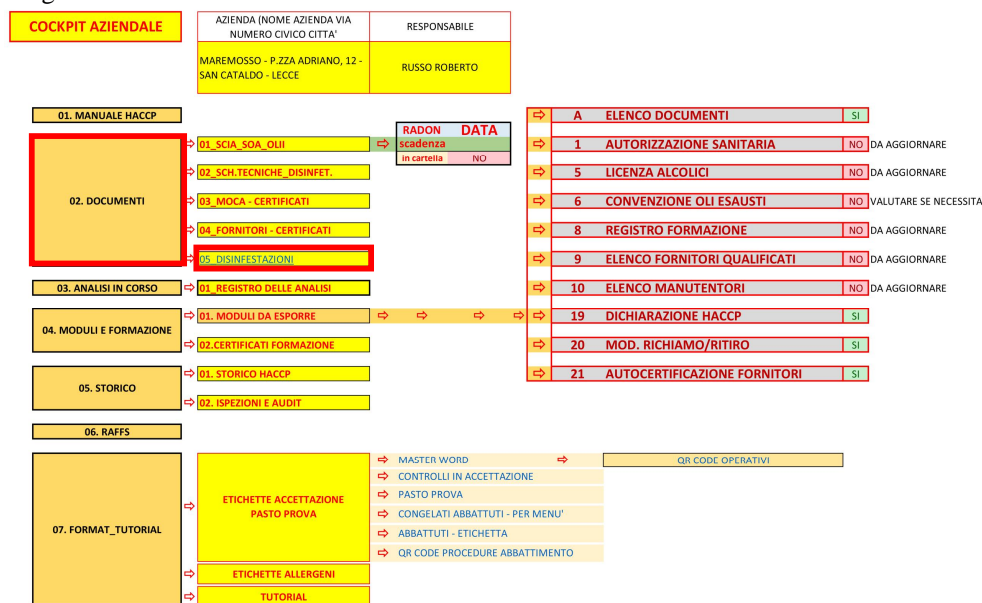 COCKPIT AZIENDALE
AZIENDA (NOME AZIENDA VIA
NUMERO CIVICO CITTA'
RESPONSABILE
MAREMOSSO - P.ZZA ADRIANO, 12 -
SAN CATALDO - LECCE
RUSSO ROBERTO
01. MANUALE HACCP
A ELENCO DOCUMENTI SI
RADON DATA
scadenza
in cartella NO
02. DOCUMENTI
01_SCIA_SOA_OLII
1 AUTORIZZAZIONE SANITARIA NO DA AGGIORNARE
02_SCH.TECNICHE_DISINFET.
5 LICENZA ALCOLICI NO DA AGGIORNARE
03_MOCA - CERTIFICATI
6 CONVENZIONE OLI ESAUSTI NO VALUTARE SE NECESSITA
04_FORNITORI - CERTIFICATI
8 REGISTRO FORMAZIONE NO DA AGGIORNARE
05_DISINFESTAZIONI
9 ELENCO FORNITORI QUALIFICATI NO DA AGGIORNARE
03. ANALISI IN CORSO
01_REGISTRO DELLE ANALISI
10 ELENCO MANUTENTORI NO DA AGGIORNARE
04. MODULI E FORMAZIONE
01. MODULI DA ESPORRE
19 DICHIARAZIONE HACCP SI
02.CERTIFICATI FORMAZIONE
20 MOD. RICHIAMO/RITIRO SI
05. STORICO
01. STORICO HACCP
21 AUTOCERTIFICAZIONE FORNITORI SI
02. ISPEZIONI E AUDIT
06. RAFFS
07. FORMAT_TUTORIAL
ETICHETTE ACCETTAZIONE
PASTO PROVA
MASTER WORD
QR CODE OPERATIVI
CONTROLLI IN ACCETTAZIONE
PASTO PROVA
CONGELATI ABBATTUTI - PER MENU'
ABBATTUTI - ETICHETTA
QR CODE PROCEDURE ABBATTIMENTO
ETICHETTE ALLERGENI
TUTORIAL